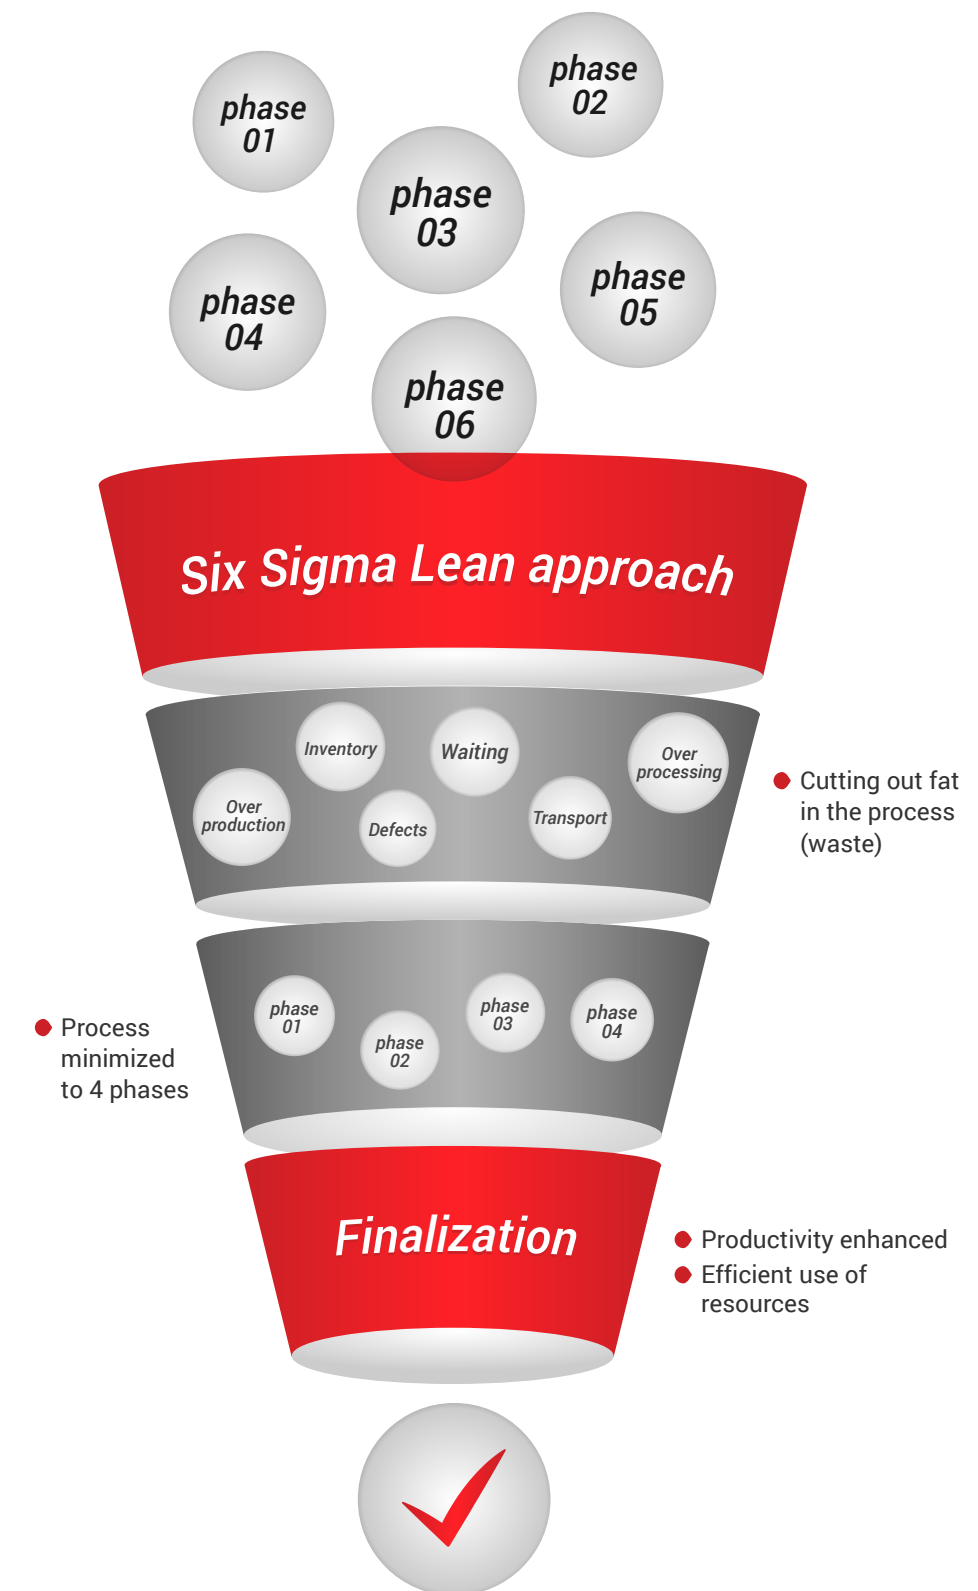 phase
01
phase
02
phase
03
phase
04
phase
05
phase
06
Six Sigma Lean approach
Inventory
Waiting
Over
processing
Over
production
Defects
Transport
Cutting out fat
in the process
(waste)
phase
01
phase
02
phase
03
phase
04
Process
minimized
to 4 phases
Finalization
Productivity enhanced
Efficient use of
resources